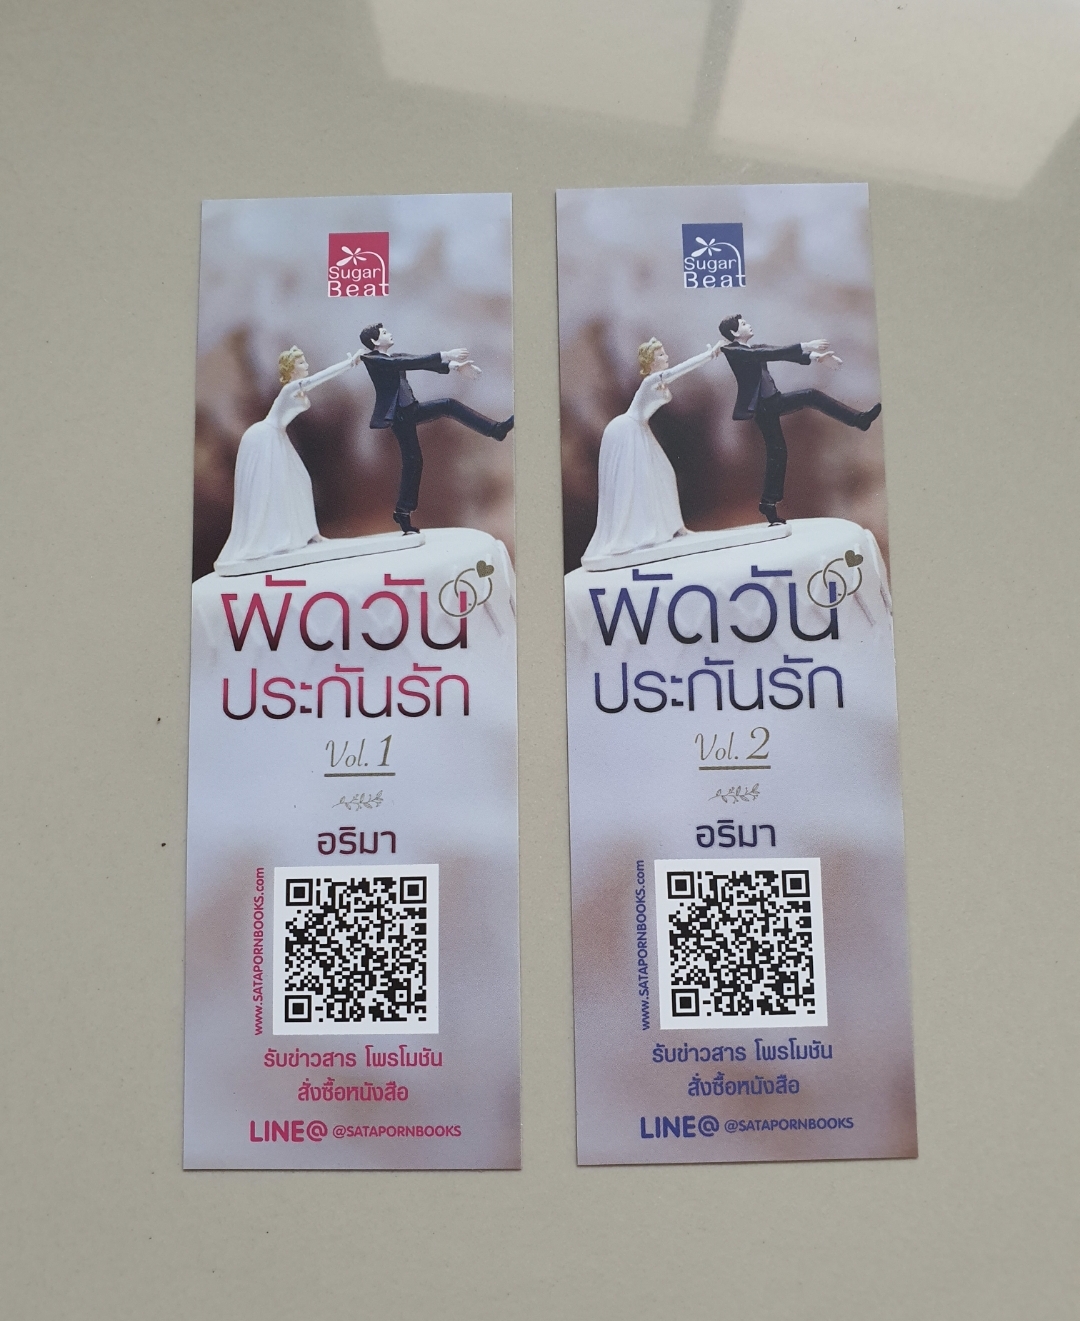 Sugar
Beat
ผัดวัน
ประกันรัก
Vol. 1
อริมา
www.SATAPORNBOOKS.com
รับข่าวสาร โพรโมชัน
สั่งซื้อหนังสือ
LINE@ @SATAPORNBOOKS
Sugar
Beat
ผัดวัน
ประกันรัก
Vol. 2
อริมา
www.SATAPORNBOOKS.com
รับข่าวสาร โพรโมชัน
สั่งซื้อหนังสือ
LINE@ @SATAPORNBOOKS